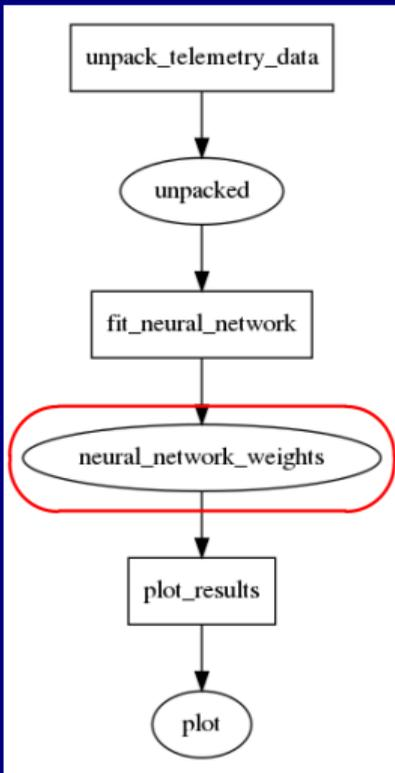 unpack_telemetry_data
unpacked
fit_neural_network
neural_network_weights
plot_results
plot